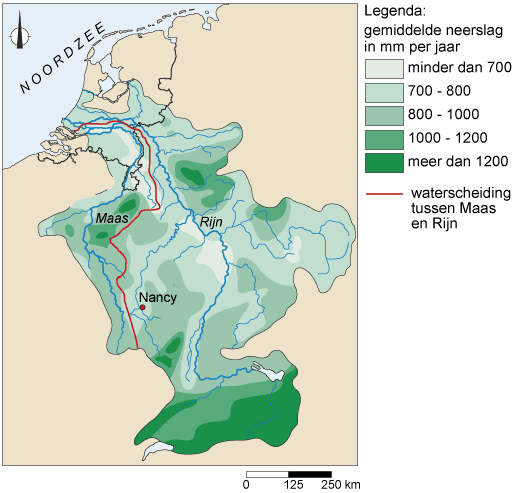 NOORDZEE
Maas
Rijn
Nancy
Legenda:
gemiddelde neerslag
in mm per jaar
minder dan 700
700 - 800
800 - 1000
1000 - 1200
meer dan 1200
waterscheiding
tussen Maas
en Rijn
0 125 250 km